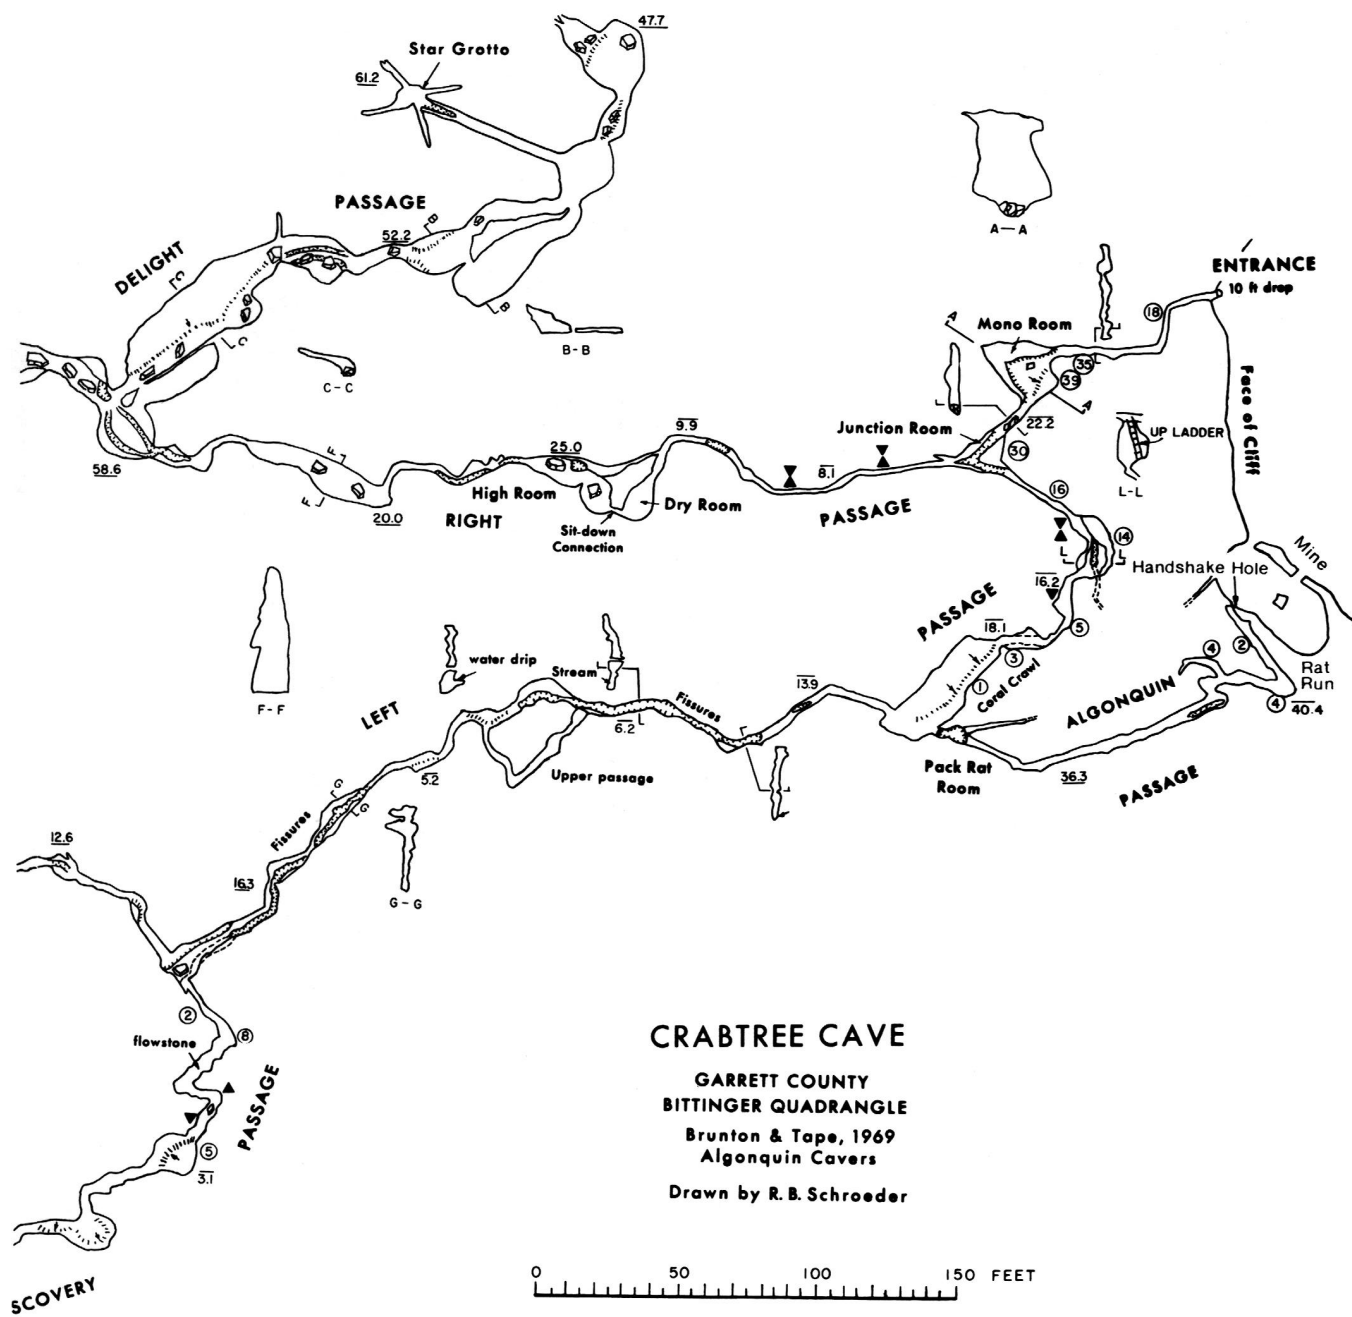 47.7
Star Grotto
61.2
PASSAGE
B
52.2
DELIGHT
C
C
B
B-B
C-C
A-A
ENTRANCE
10 ft drop
18
A
Mono Room
35
39
A
Face of Cliff
22.2
UP LADDER
Junction Room
30
L-L
9.9
8.1
16
58.6
F
25.0
F
High Room
Dry Room
20.0
RIGHT
PASSAGE
Sit-down
Connection
14
L
L
Mine
Handshake Hole
16.2
PASSAGE
5
18.1
3
4
2
Rat
Run
F-F
water drip
Stream
LEFT
13.9
1
Coral Crawl
ALGONQUIN
4
40.4
6.2
Fissures
5.2
Upper passage
Pack Rat
Room
36.3
PASSAGE
G
G
Fissures
12.6
16.3
G-G
2
8
flowstone
PASSAGE
5
3.1
SCOVERY
CRABTREE CAVE
GARRETT COUNTY
BITTINGER QUADRANGLE
Brunton & Tape, 1969
Algonquin Cavers
Drawn by R. B. Schroeder
0 50 100 150 FEET